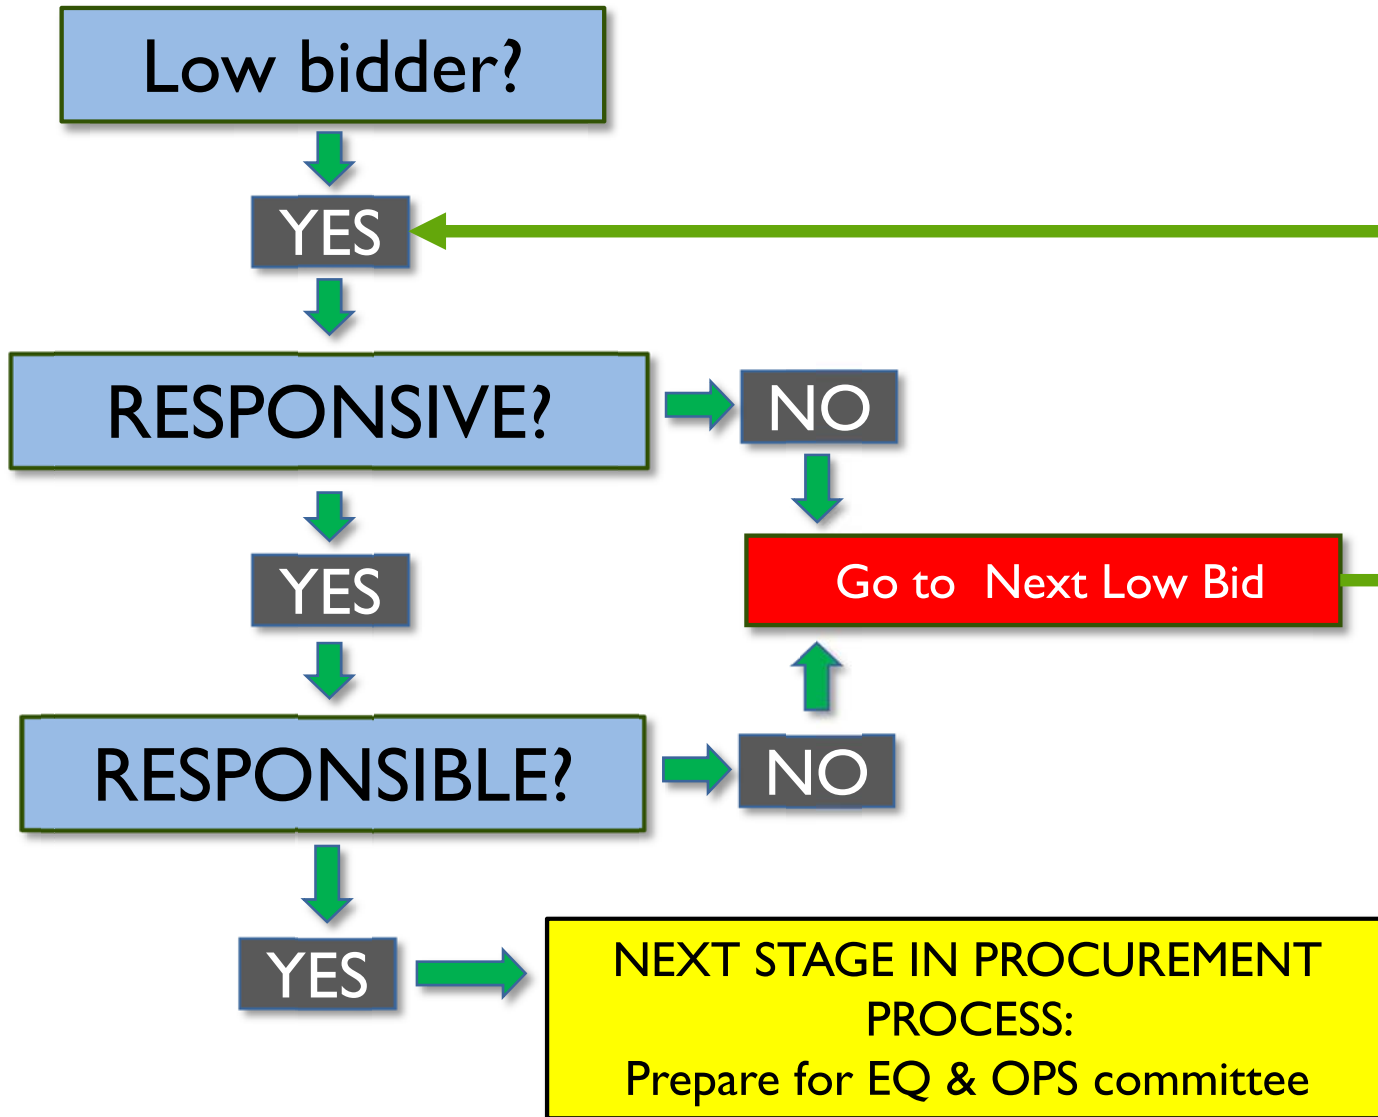 Low bidder?
YES
RESPONSIVE?
NO
YES
Go to Next Low Bid
RESPONSIBLE?
NO
YES
NEXT STAGE IN PROCUREMENT
PROCESS:
Prepare for EQ & OPS committee